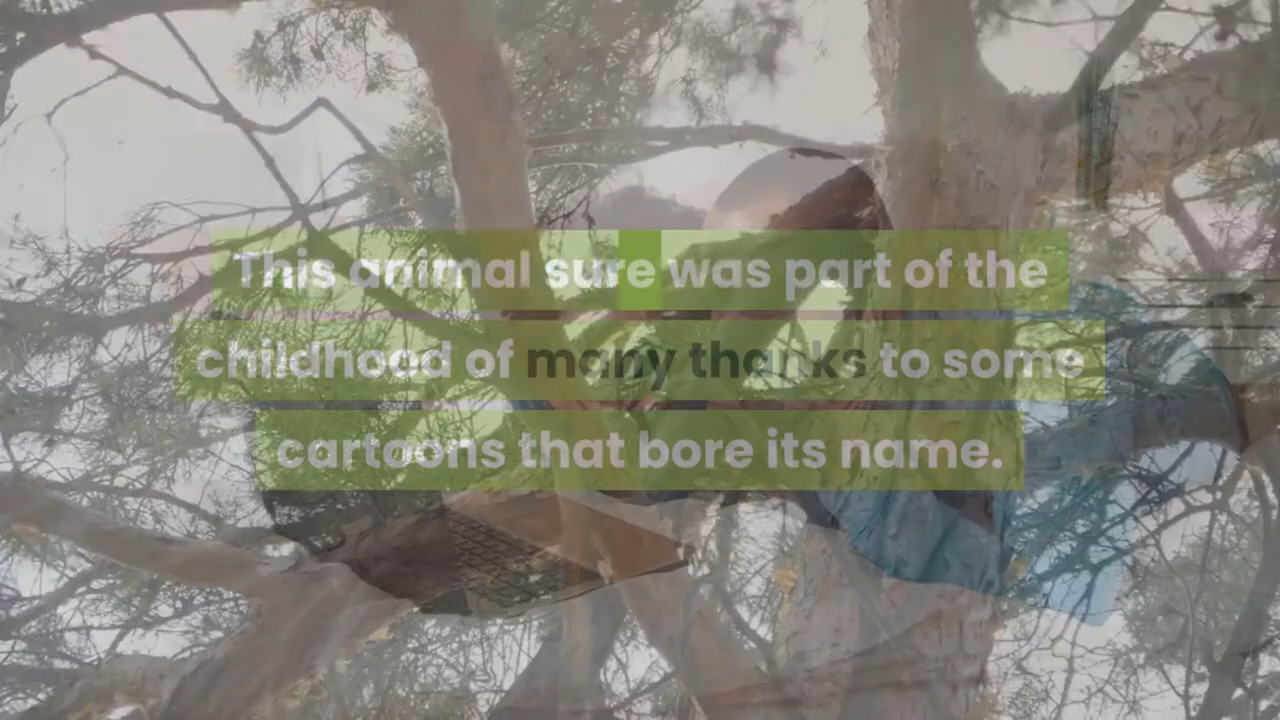 This animal sure was part of the
childhood of many thanks to some
cartoons that bore its name.